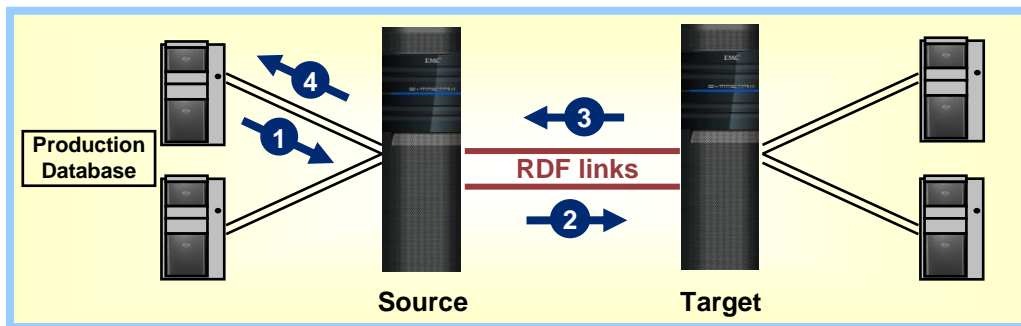 EMC
EMC
4
1
3
Production
Database
RDF links
2
Source
Target